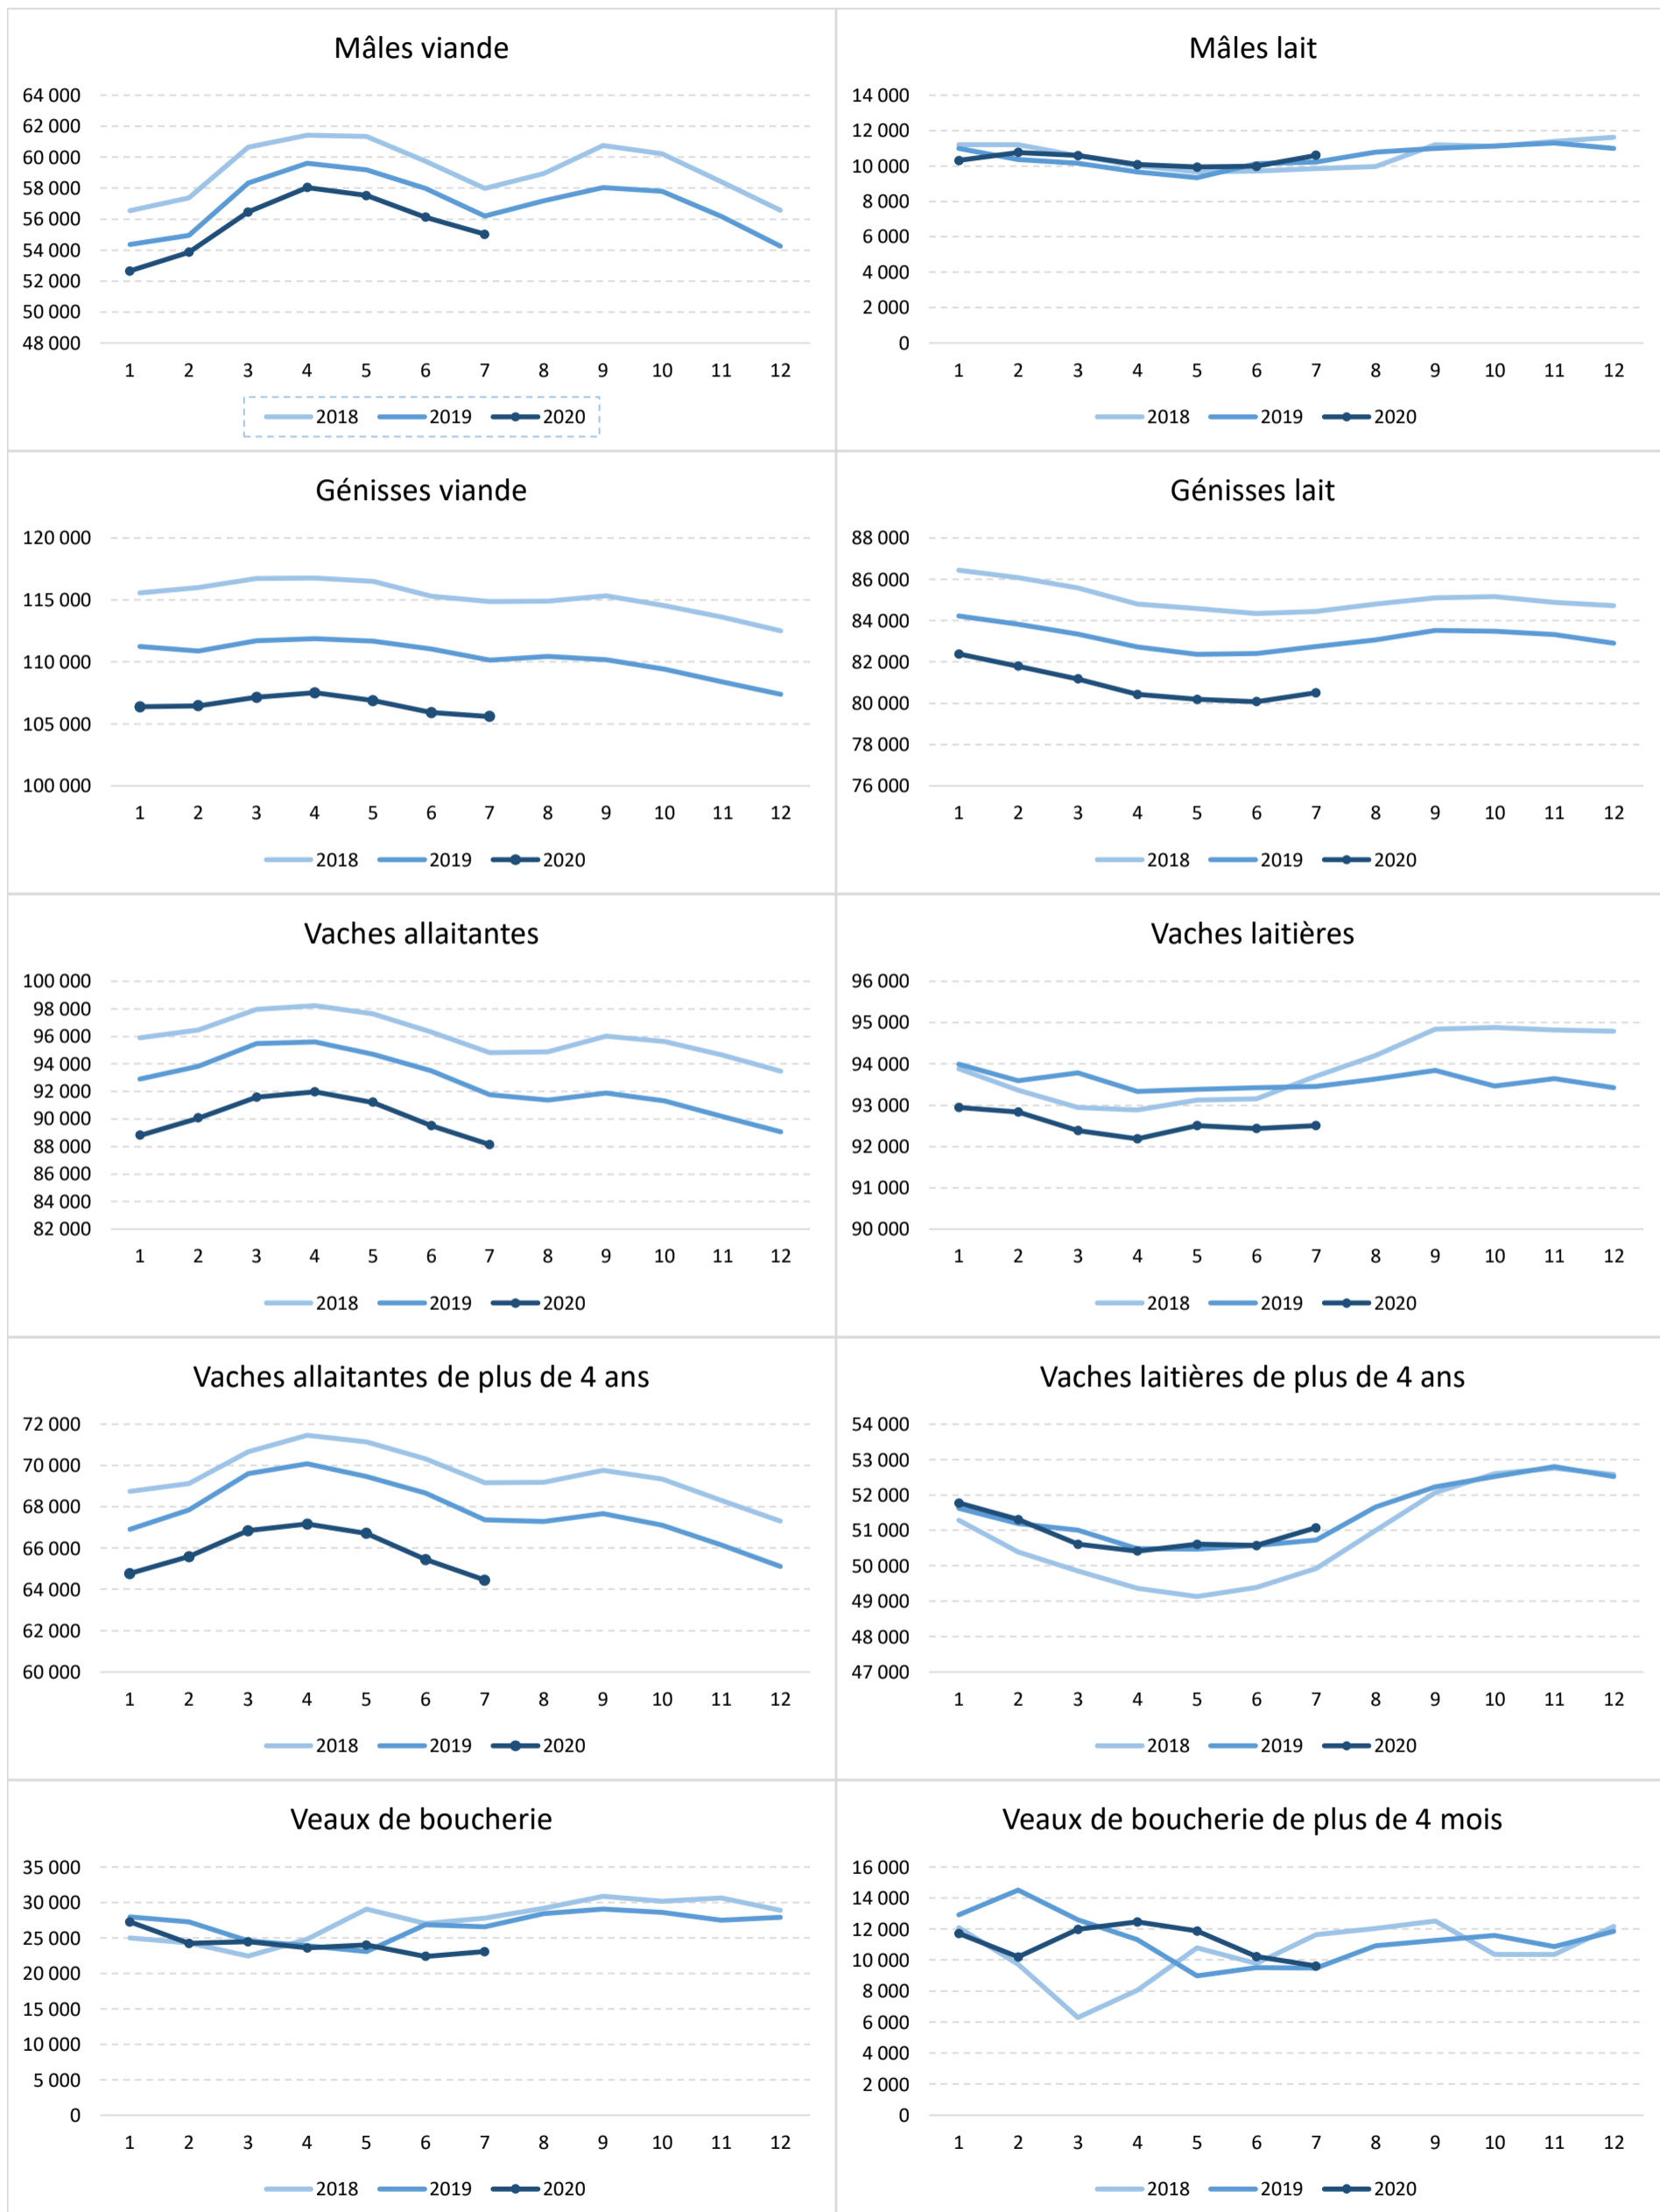 Mâles viande
64 000
62 000
60 000
58 000
56 000
54 000
52 000
50 000
48 000
1 2 3 4 5 6 7 8 9 10 11 12
2018 2019 2020
Mâles lait
14 000
12 000
10 000
8 000
6 000
4 000
2 000
0
1 2 3 4 5 6 7 8 9 10 11 12
2018 2019 2020
Génisses viande
120 000
115 000
110 000
105 000
100 000
1 2 3 4 5 6 7 8 9 10 11 12
2018 2019 2020
Génisses lait
88 000
86 000
84 000
82 000
80 000
78 000
76 000
1 2 3 4 5 6 7 8 9 10 11 12
2018 2019 2020
Vaches allaitantes
100 000
98 000
96 000
94 000
92 000
90 000
88 000
86 000
84 000
82 000
1 2 3 4 5 6 7 8 9 10 11 12
2018 2019 2020
Vaches laitières
96 000
95 000
94 000
93 000
92 000
91 000
90 000
1 2 3 4 5 6 7 8 9 10 11 12
2018 2019 2020
Vaches allaitantes de plus de 4 ans
72 000
70 000
68 000
66 000
64 000
62 000
60 000
1 2 3 4 5 6 7 8 9 10 11 12
2018 2019 2020
Vaches laitières de plus de 4 ans
54 000
53 000
52 000
51 000
50 000
49 000
48 000
47 000
1 2 3 4 5 6 7 8 9 10 11 12
2018 2019 2020
Veaux de boucherie
35 000
30 000
25 000
20 000
15 000
10 000
5 000
0
1 2 3 4 5 6 7 8 9 10 11 12
2018 2019 2020
Veaux de boucherie de plus de 4 mois
16 000
14 000
12 000
10 000
8 000
6 000
4 000
2 000
0
1 2 3 4 5 6 7 8 9 10 11 12
2018 2019 2020